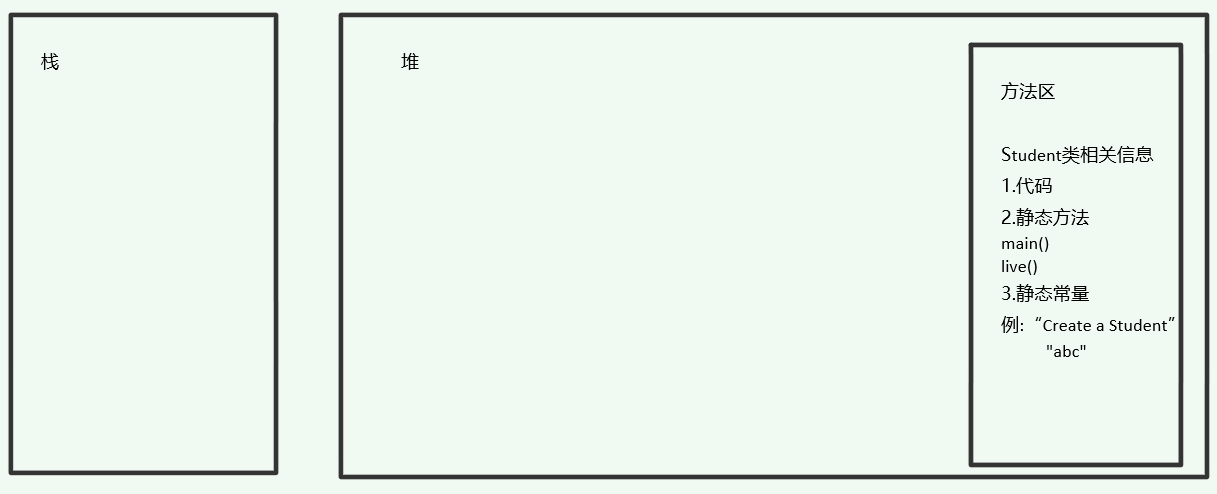 栈
堆
方法区
Student类相关信息
1.代码
2.静态方法
main()
live()
3.静态常量
例:“Create a Student”
"abc"